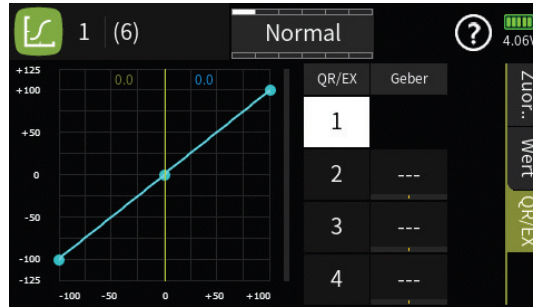 1 (6) Normal ? 4.06V
+125
+100
+50
0
-50
-100
-125
-100 -50 0 +50 +100
0.0 0.0
QR/EX Geber
1
2 ---
3 ---
4 ---
Zuor..
Wert
QR/EX